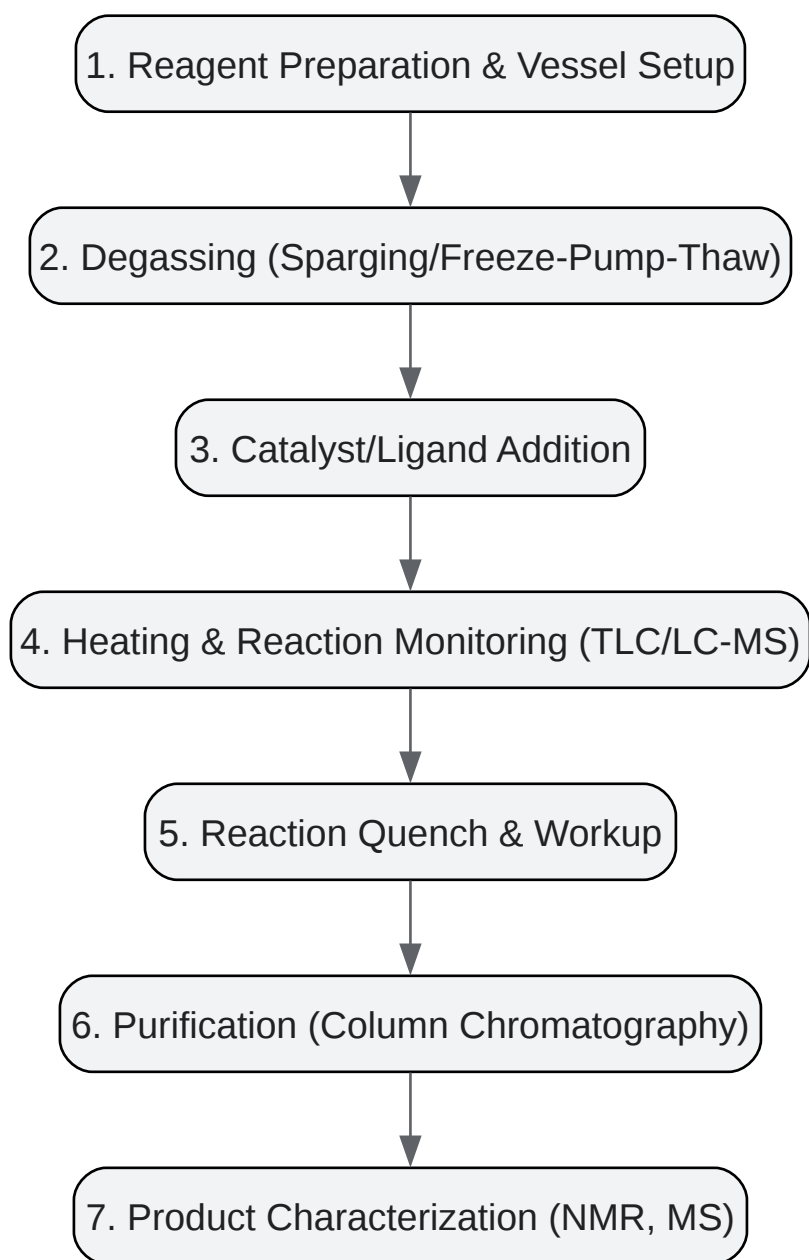 1. Reagent Preparation & Vessel Setup
2. Degassing (Sparging/Freeze-Pump-Thaw)
3. Catalyst/Ligand Addition
4. Heating & Reaction Monitoring (TLC/LC-MS)
5. Reaction Quench & Workup
6. Purification (Column Chromatography)
7. Product Characterization (NMR, MS)